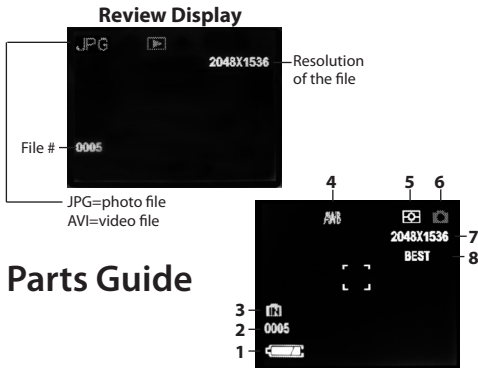 Review Display
JPG
2048X1536
Resolution
of the file
File #
0005
JPG=photo file
AVI=video file
Parts Guide
4 5 6
AWB
2048X1536
7
BEST
8
3
IN
2
0005
1